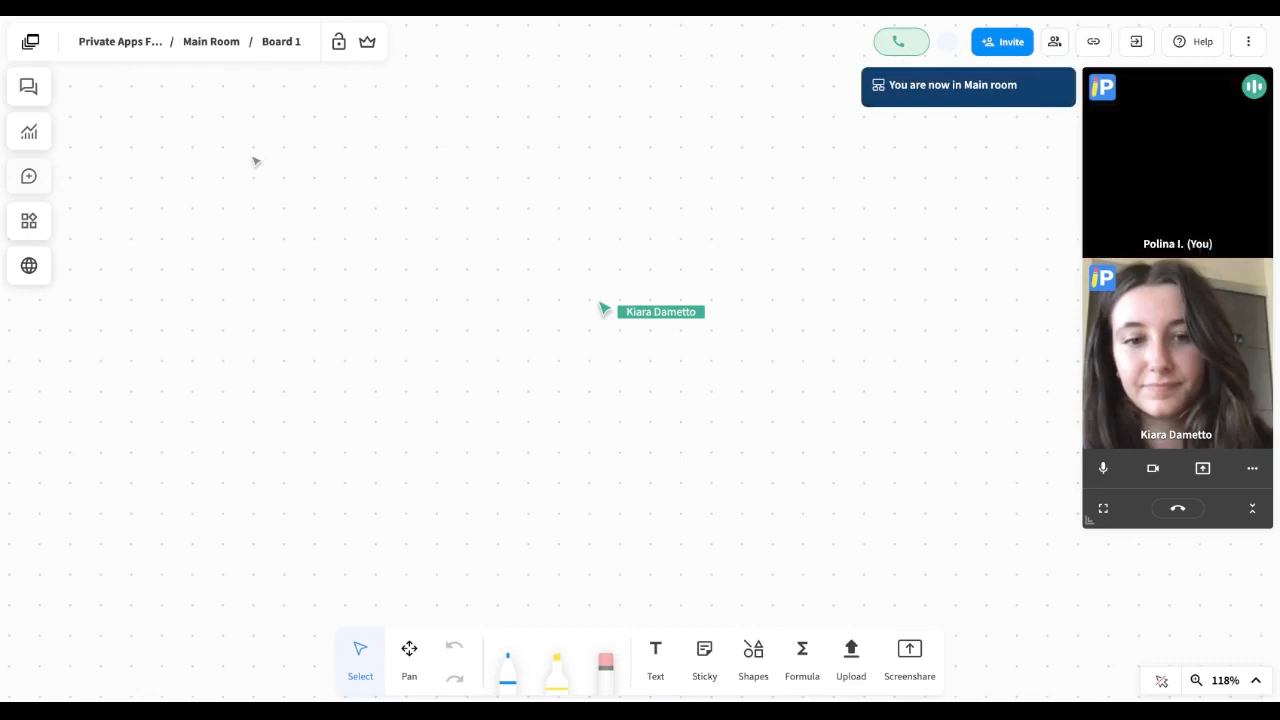 Private Apps F... / Main Room / Board 1
Invite
Help
You are now in Main room
P
Polina I. (You)
Kiara Dametto
P
Kiara Dametto
Select
Pan
T
Text
Sticky
Shapes
Σ
Formula
Upload
Screenshare
118%